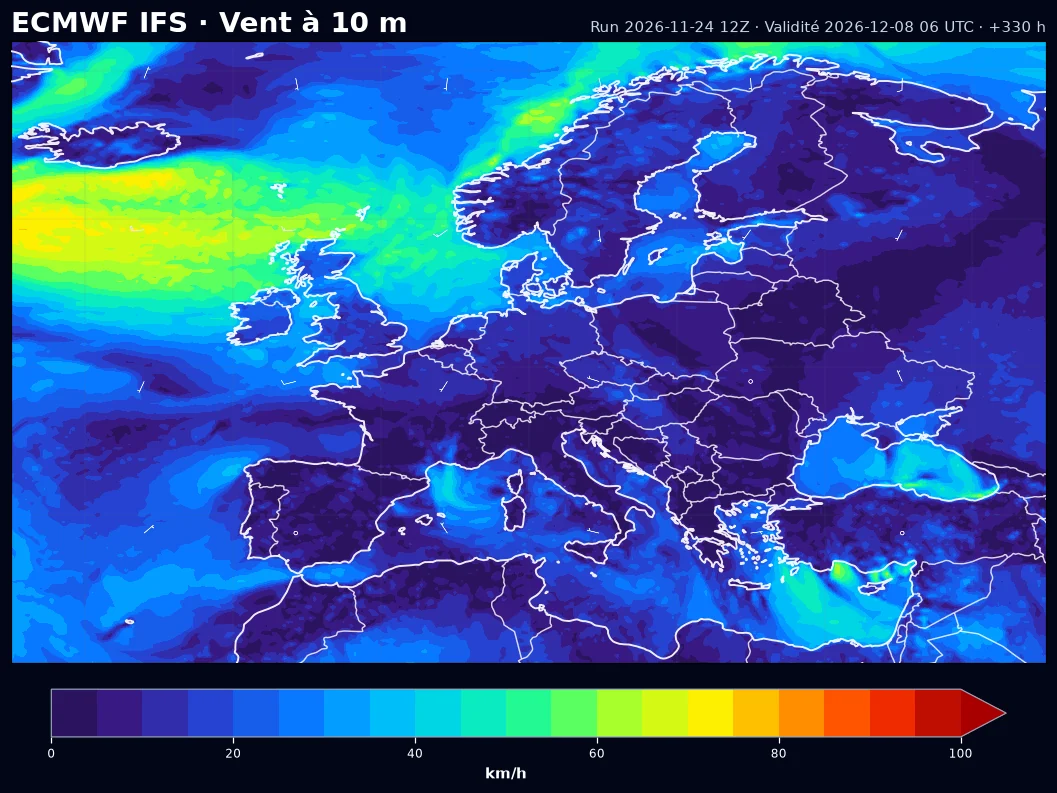 ECMWF IFS · Vent à 10 m
Run 2026-11-24 12Z · Validité 2026-12-08 06 UTC · +330 h
0 20 40 60 80 100
km/h